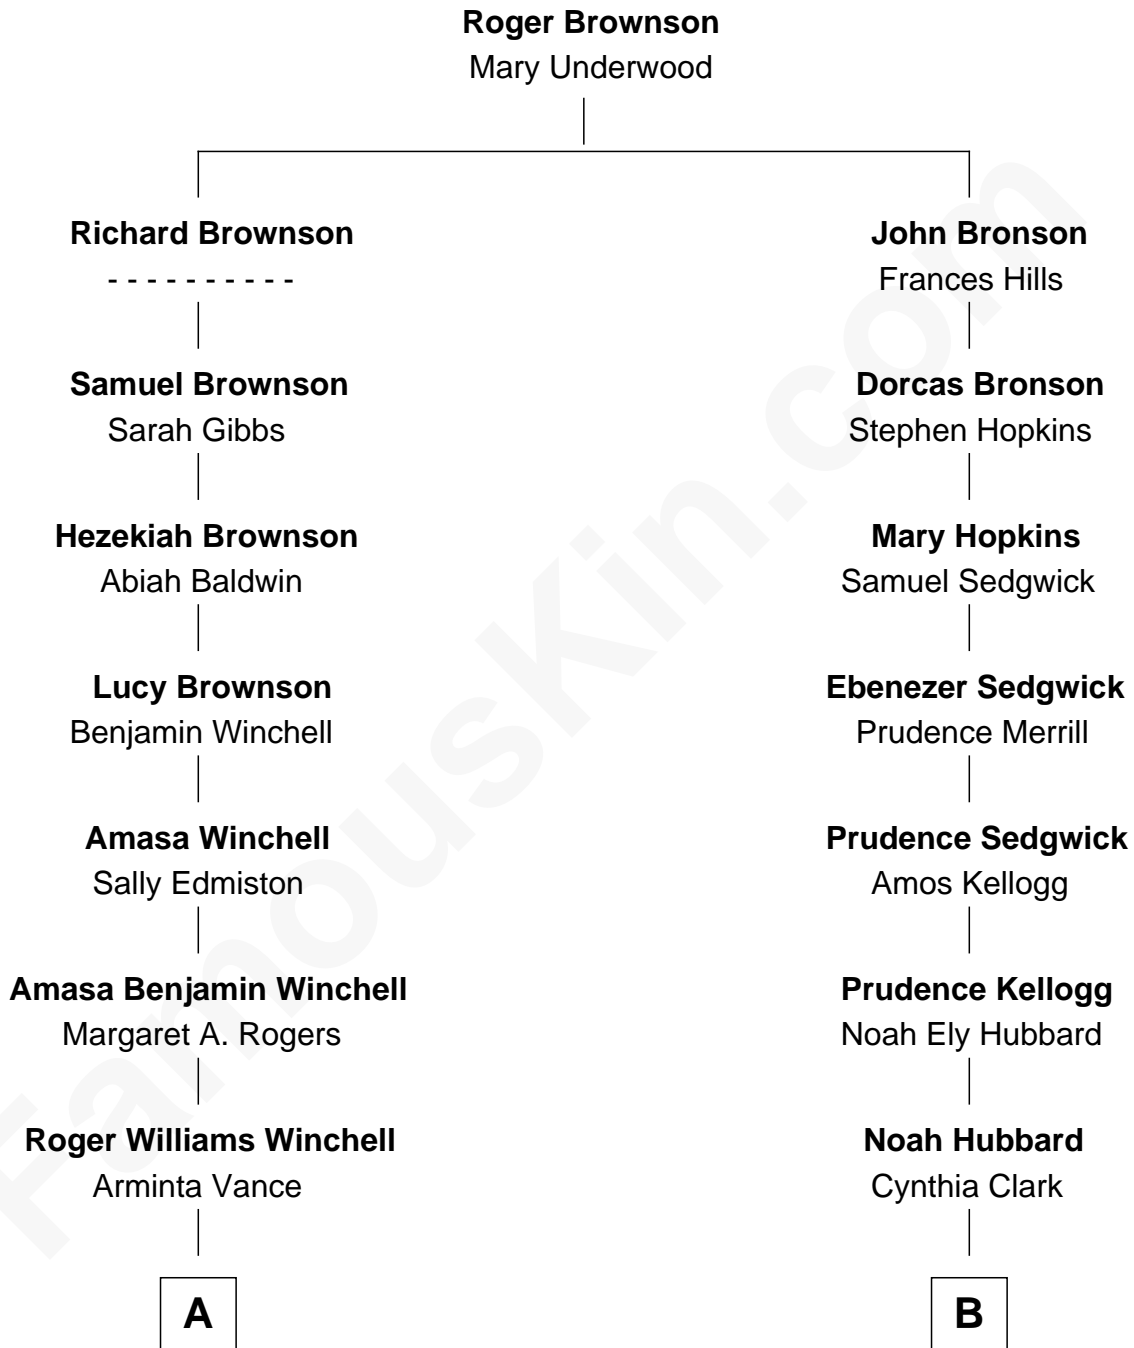 Roger Brownson
Mary Underwood
Richard Brownson
- - - - - - - - - -
Samuel Brownson
Sarah Gibbs
Hezekiah Brownson
Abiah Baldwin
Lucy Brownson
Benjamin Winchell
Amasa Winchell
Sally Edmiston
Amasa Benjamin Winchell
Margaret A. Rogers
Roger Williams Winchell
Arminta Vance
A
John Bronson
Frances Hills
Dorcas Bronson
Stephen Hopkins
Mary Hopkins
Samuel Sedgwick
Ebenezer Sedgwick
Prudence Merrill
Prudence Sedgwick
Amos Kellogg
Prudence Kellogg
Noah Ely Hubbard
Noah Hubbard
Cynthia Clark
B
FamousKin.com